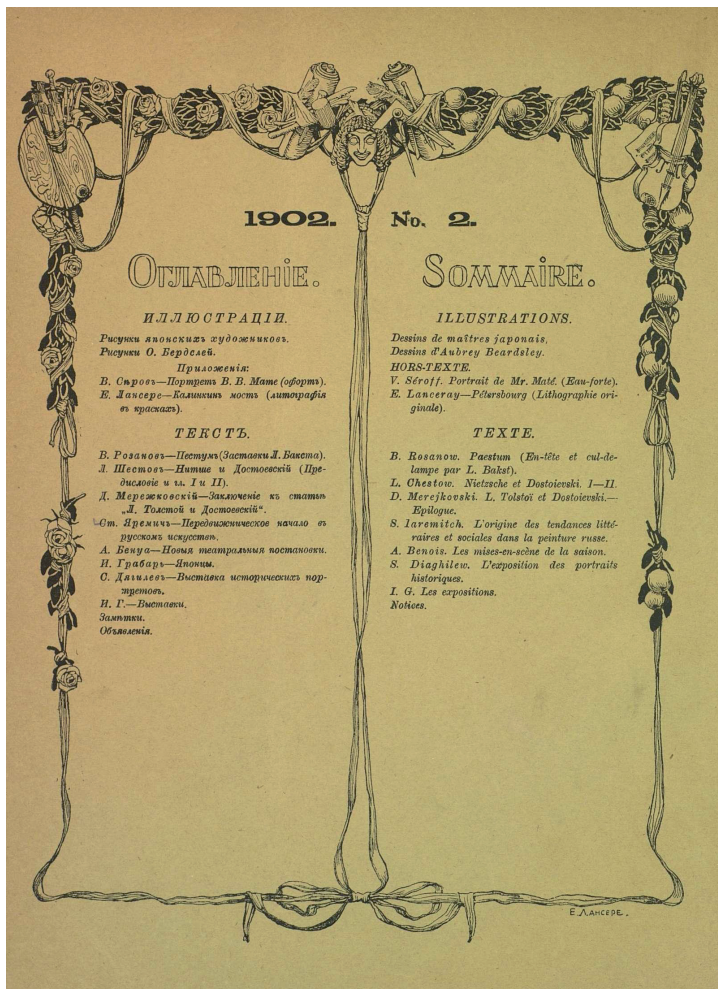 1902. No. 2.
Оглавленіе.
ИЛЛЮСТРАЦІИ.
Рисунки японскихъ художниковъ.
Рисунки О. Бердслей.
Приложенія:
В. Сѣровъ—Портретъ В. В. Мате (офортъ).
Е. Лансере—Калинкинъ мостъ (литографія
въ краскахъ).
ТЕКСТЪ.
В. Розановъ—Пестумъ (Заставки Л. Бакста).
Л. Шестовъ—Нитше и Достоевскій (Пре-
дисловіе и гл. I и II).
Д. Мережковскій—Заключеніе къ статьѣ
„Л. Толстой и Достоевскій“.
Ст. Яремичъ—Передвижническое начало въ
русскомъ искусствѣ.
А. Бенуа—Новыя театральныя постановки.
И. Грабарь—Японцы.
С. Дягилевъ—Выставка историческихъ пор-
третовъ.
И. Г.—Выставки.
Замѣтки.
Объявленія.
Sommaire.
ILLUSTRATIONS.
Dessins de maîtres japonais,
Dessins d'Aubrey Beardsley.
HORS-TEXTE.
V. Séroff. Portrait de Mr. Maté. (Eau-forte).
E. Lanceray—Pétersbourg (Lithographie ori-
ginale).
TEXTE.
B. Rosanow. Paestum (En-tête et cul-de-
lampe par L. Bakst).
L. Chestow. Nietzsche et Dostoievski. I—II.
D. Merejkovski. L. Tolstoï et Dostoievski.—
Epilogue.
S. Iaremitch. L'origine des tendances litté-
raires et sociales dans la peinture russe.
A. Benois. Les mises-en-scène de la saison.
S. Diaghilew. L'exposition des portraits
historiques.
I. G. Les expositions.
Notices.
Е. Лансере.